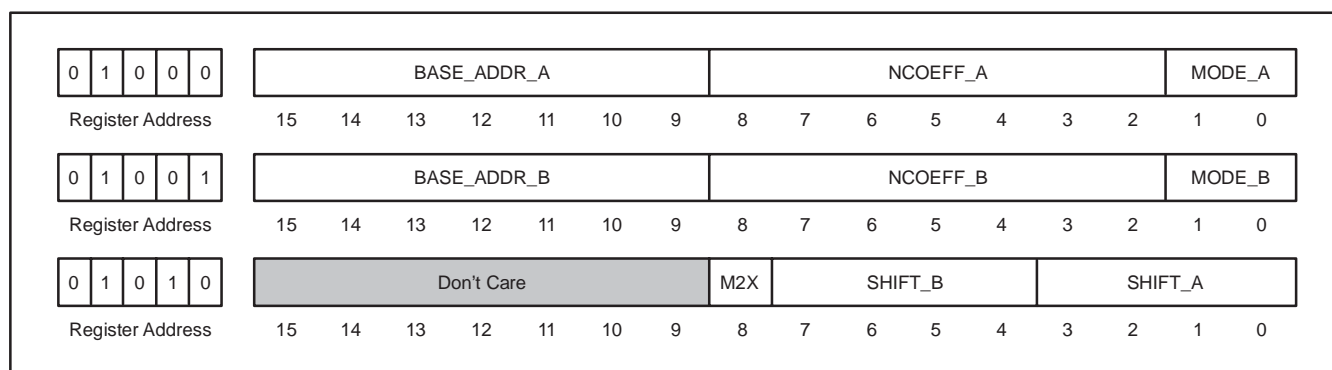 0 1 0 0 0 BASE_ADDR_A NCOEFF_A MODE_A
Register Address 15 14 13 12 11 10 9 8 7 6 5 4 3 2 1 0
0 1 0 0 1 BASE_ADDR_B NCOEFF_B MODE_B
Register Address 15 14 13 12 11 10 9 8 7 6 5 4 3 2 1 0
0 1 0 1 0 Don't Care M2X SHIFT_B SHIFT_A
Register Address 15 14 13 12 11 10 9 8 7 6 5 4 3 2 1 0